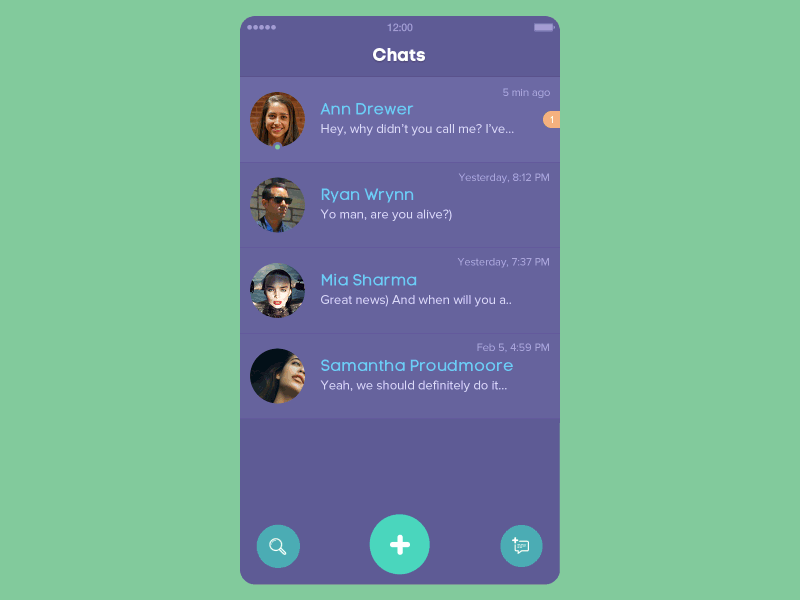 12:00
Chats
5 min ago
Ann Drewer
Hey, why didn't you call me? I've...
1
Yesterday, 8:12 PM
Ryan Wrynn
Yo man, are you alive?)
Yesterday, 7:37 PM
Mia Sharma
Great news) And when will you a..
Feb 5, 4:59 PM
Samantha Proudmoore
Yeah, we should definitely do it...